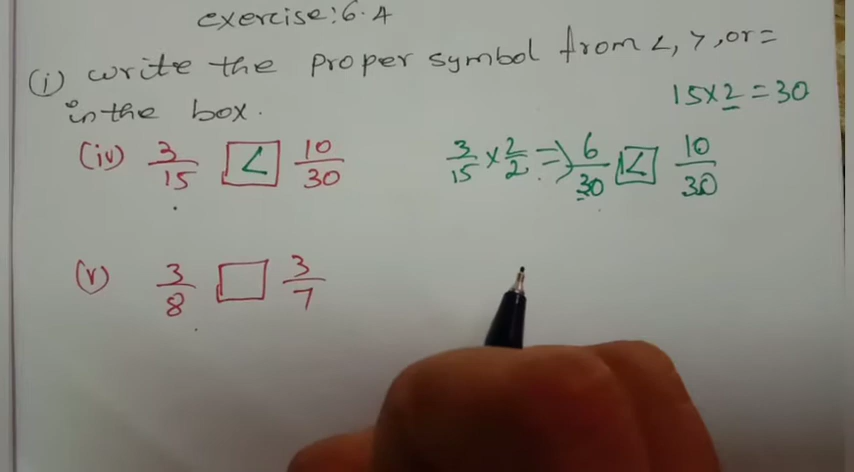 exercise:6.4
(i) write the proper symbol from <, >, or =
in the box.
15×2=30
(iv) 3/15 < 10/30
3/15 × 2/2 => 6/30 < 10/30
(v) 3/8 □ 3/7